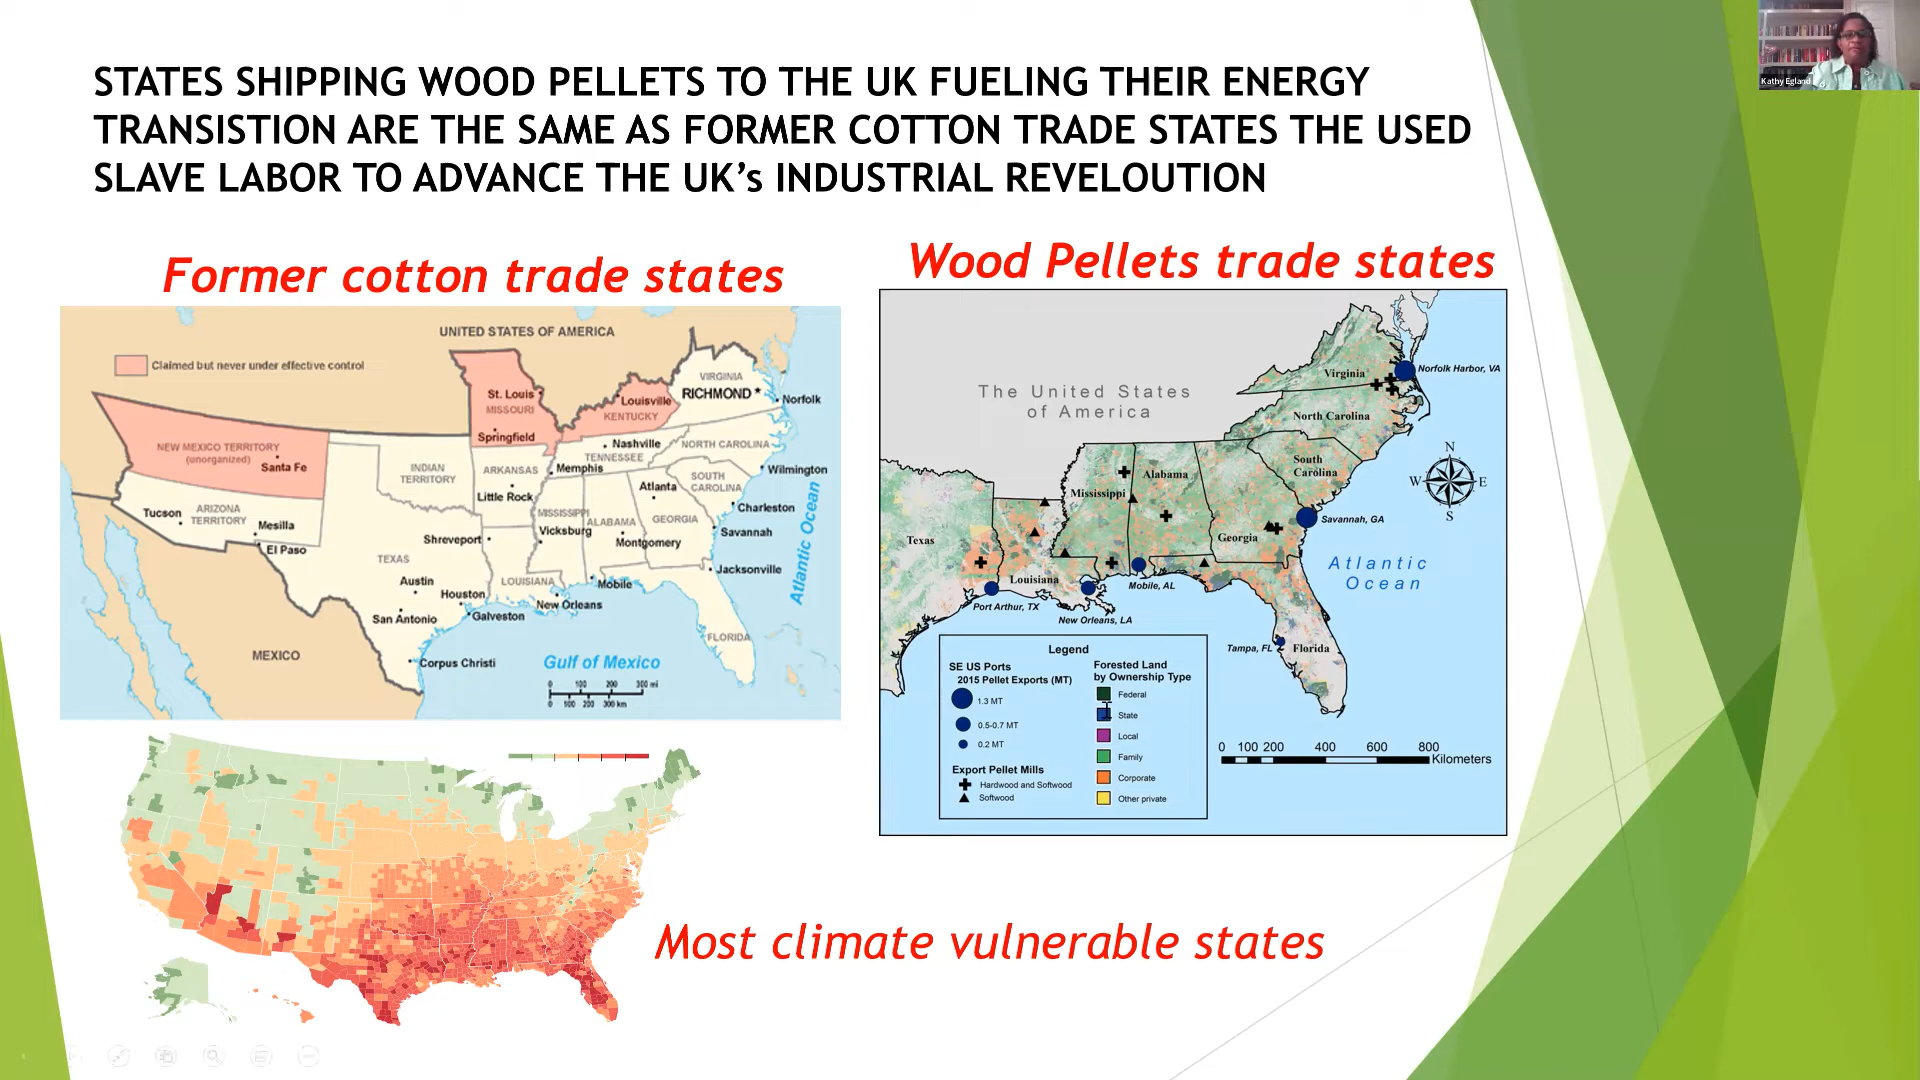 STATES SHIPPING WOOD PELLETS TO THE UK FUELING THEIR ENERGY
TRANSISTION ARE THE SAME AS FORMER COTTON TRADE STATES THE USED
SLAVE LABOR TO ADVANCE THE UK's INDUSTRIAL REVELOUTION
Kathy Egland
Former cotton trade states
UNITED STATES OF AMERICA
Claimed but never under effective control
St. Louis
MISSOURI
Springfield
Louisville
KENTUCKY
VIRGINIA
RICHMOND
Norfolk
NEW MEXICO TERRITORY
(unorganized)
Santa Fe
INDIAN
TERRITORY
Nashville
TENNESSEE
NORTH CAROLINA
ARKANSAS
Memphis
Wilmington
Little Rock
Atlanta
SOUTH
CAROLINA
Charleston
Tucson
ARIZONA
TERRITORY
Mesilla
El Paso
MISSISSIPPI
Vicksburg
ALABAMA
GEORGIA
Savannah
Montgomery
Shreveport
TEXAS
Jacksonville
Austin
LOUISIANA
Mobile
Houston
New Orleans
San Antonio
Galveston
FLORIDA
MEXICO
Corpus Christi
Gulf of Mexico
Atlantic Ocean
100 200 300 mi
0 100 200 300 km
Wood Pellets trade states
The United States
of America
Virginia
Norfolk Harbor, VA
North Carolina
South
Carolina
Alabama
Mississippi
Georgia
Savannah, GA
Texas
Louisiana
Port Arthur, TX
New Orleans, LA
Mobile, AL
Tampa, FL
Florida
Atlantic
Ocean
N
W
E
S
Legend
SE US Ports
2015 Pellet Exports (MT)
1.3 MT
0.5-0.7 MT
0.2 MT
Export Pellet Mills
Hardwood and Softwood
Softwood
Forested Land
by Ownership Type
Federal
State
Local
Family
Corporate
Other private
0 100 200 400 600 800
Kilometers
Most climate vulnerable states